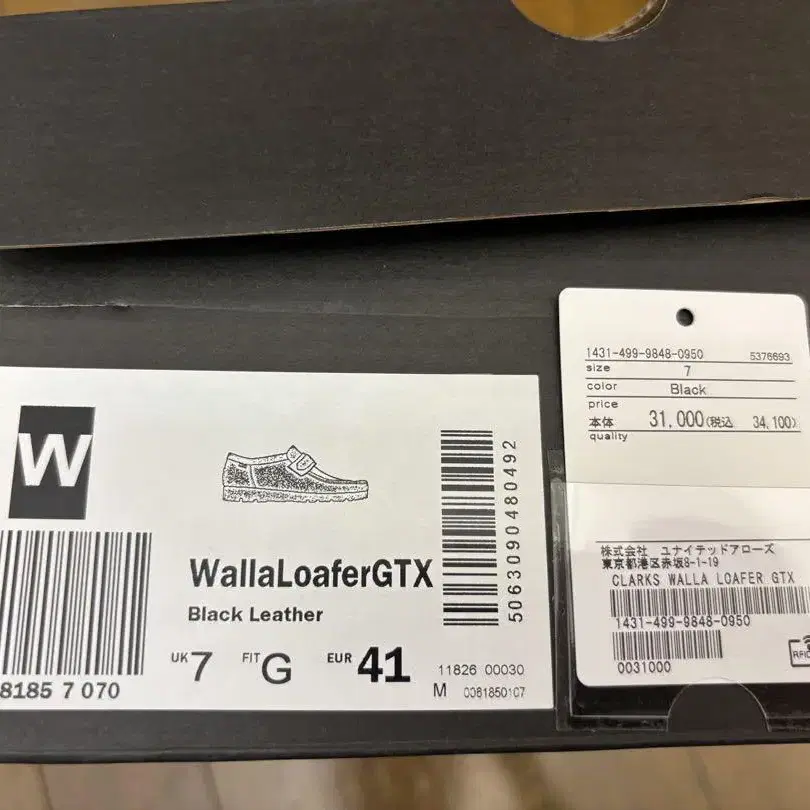 W
WallaLoaferGTX
Black Leather
UK 7 FIT G EUR 41
8185 7 070
5063090480492
11826 00030
M 0061850107
1431-499-9848-0950 5376693
size 7
color Black
price
本体 31,000(税込 34,100)
quality
株式会社 ユナイテッドアローズ
東京都港区赤坂8-1-19
CLARKS WALLA LOAFER GTX
1431-499-9848-0950
0031000
RFID